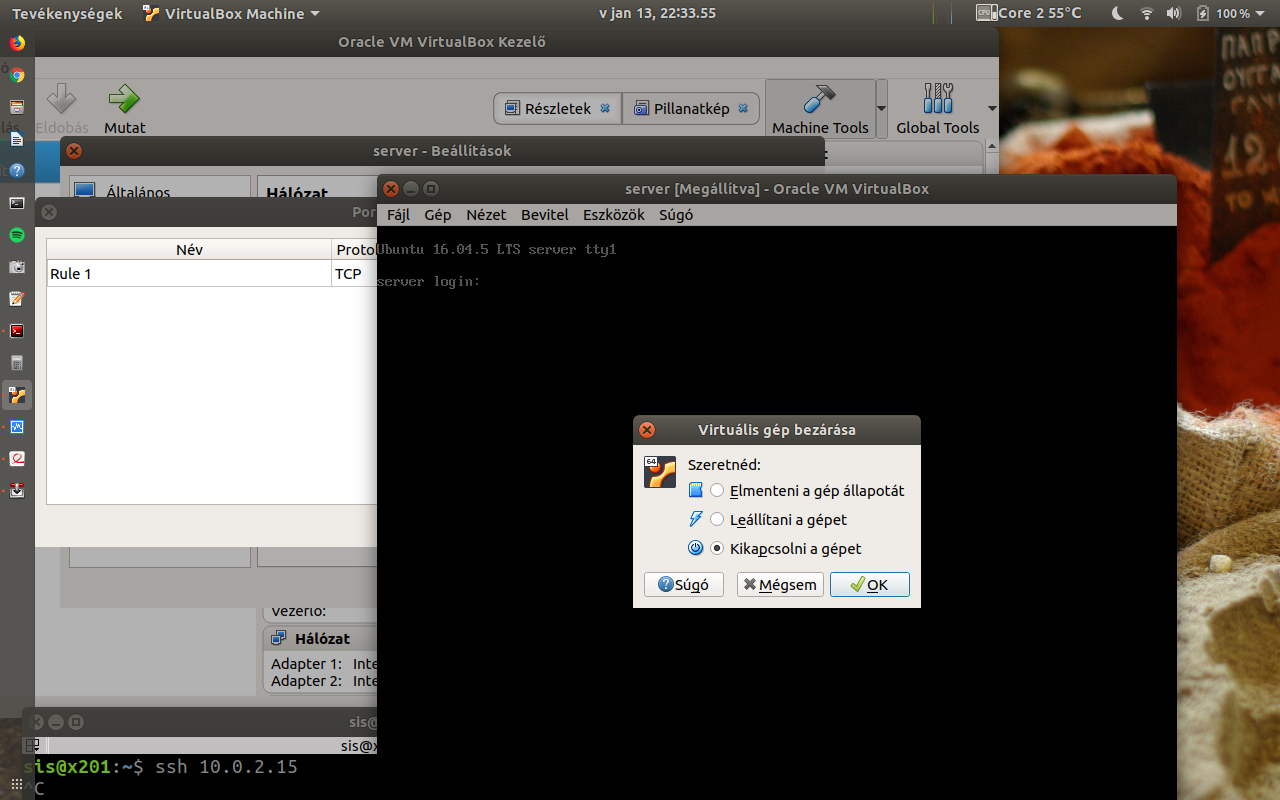 Tevékenységek
VirtualBox Machine
v jan 13, 22:33.55
Core 2 55°C
100 %
Oracle VM VirtualBox Kezelő
Eldobás
Mutat
Részletek
Pillanatkép
Machine Tools
Global Tools
server - Beállítások
Általános
Hálózat
server [Megállítva] - Oracle VM VirtualBox
Fájl Gép Nézet Bevitel Eszközök Súgó
Por
Név
Proto
Rule 1
TCP
Ubuntu 16.04.5 LTS server tty1
server login:
Virtuális gép bezárása
64
Szeretnéd:
Elmenteni a gép állapotát
Leállítani a gépet
Kikapcsolni a gépet
Súgó
Mégsem
OK
Vezérlő:
Hálózat
Adapter 1: Inte
Adapter 2: Inte
sis@
sis@x
sis@x201:~$ ssh 10.0.2.15
^C
12.